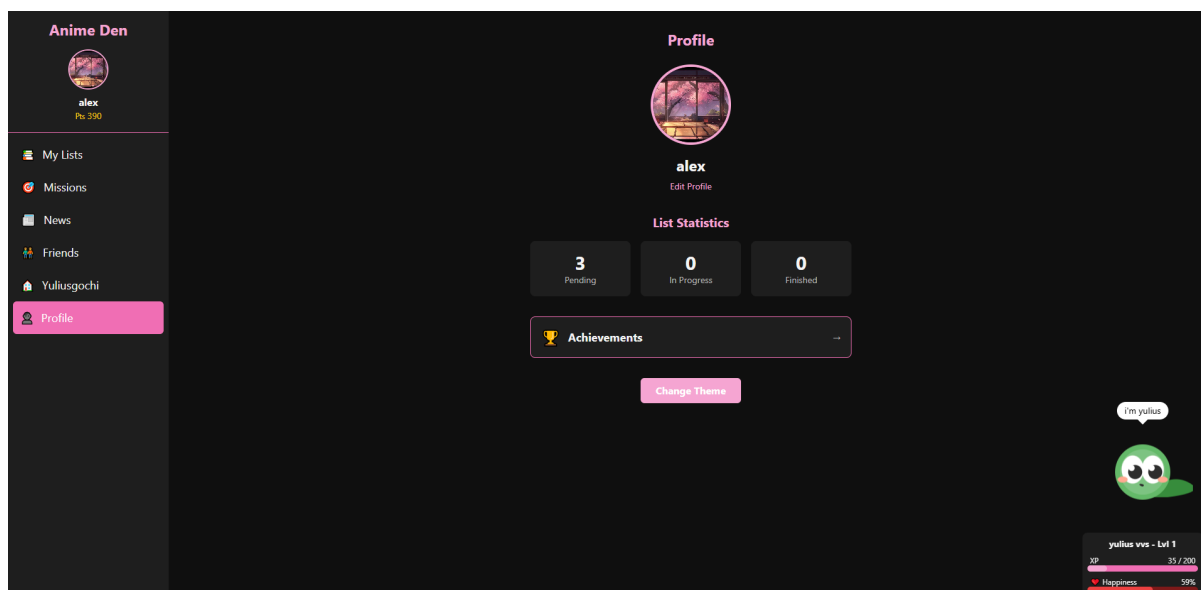 Anime Den
alex
Pts 390
My Lists
Missions
News
Friends
Yuliusgochi
Profile
Profile
alex
Edit Profile
List Statistics
3 0 0
Pending In Progress Finished
Achievements →
Change Theme
i'm yulius
yulius vvs - Lvl 1
XP 35 / 200
Happiness 59%